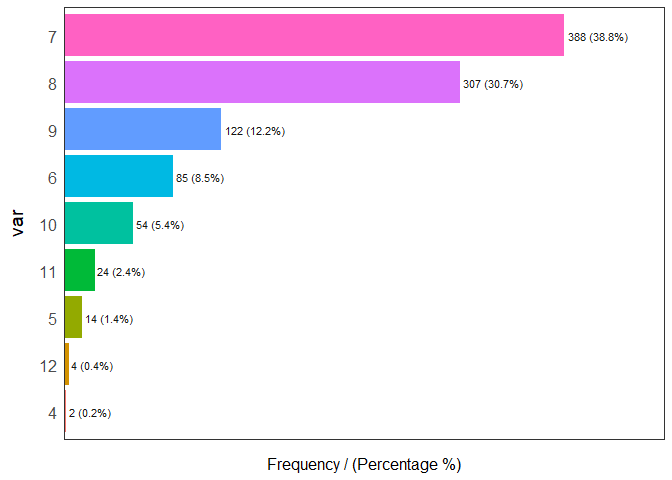 7 388 (38.8%)
8 307 (30.7%)
9 122 (12.2%)
6 85 (8.5%)
10 54 (5.4%)
11 24 (2.4%)
5 14 (1.4%)
12 4 (0.4%)
4 2 (0.2%)
var
Frequency / (Percentage %)